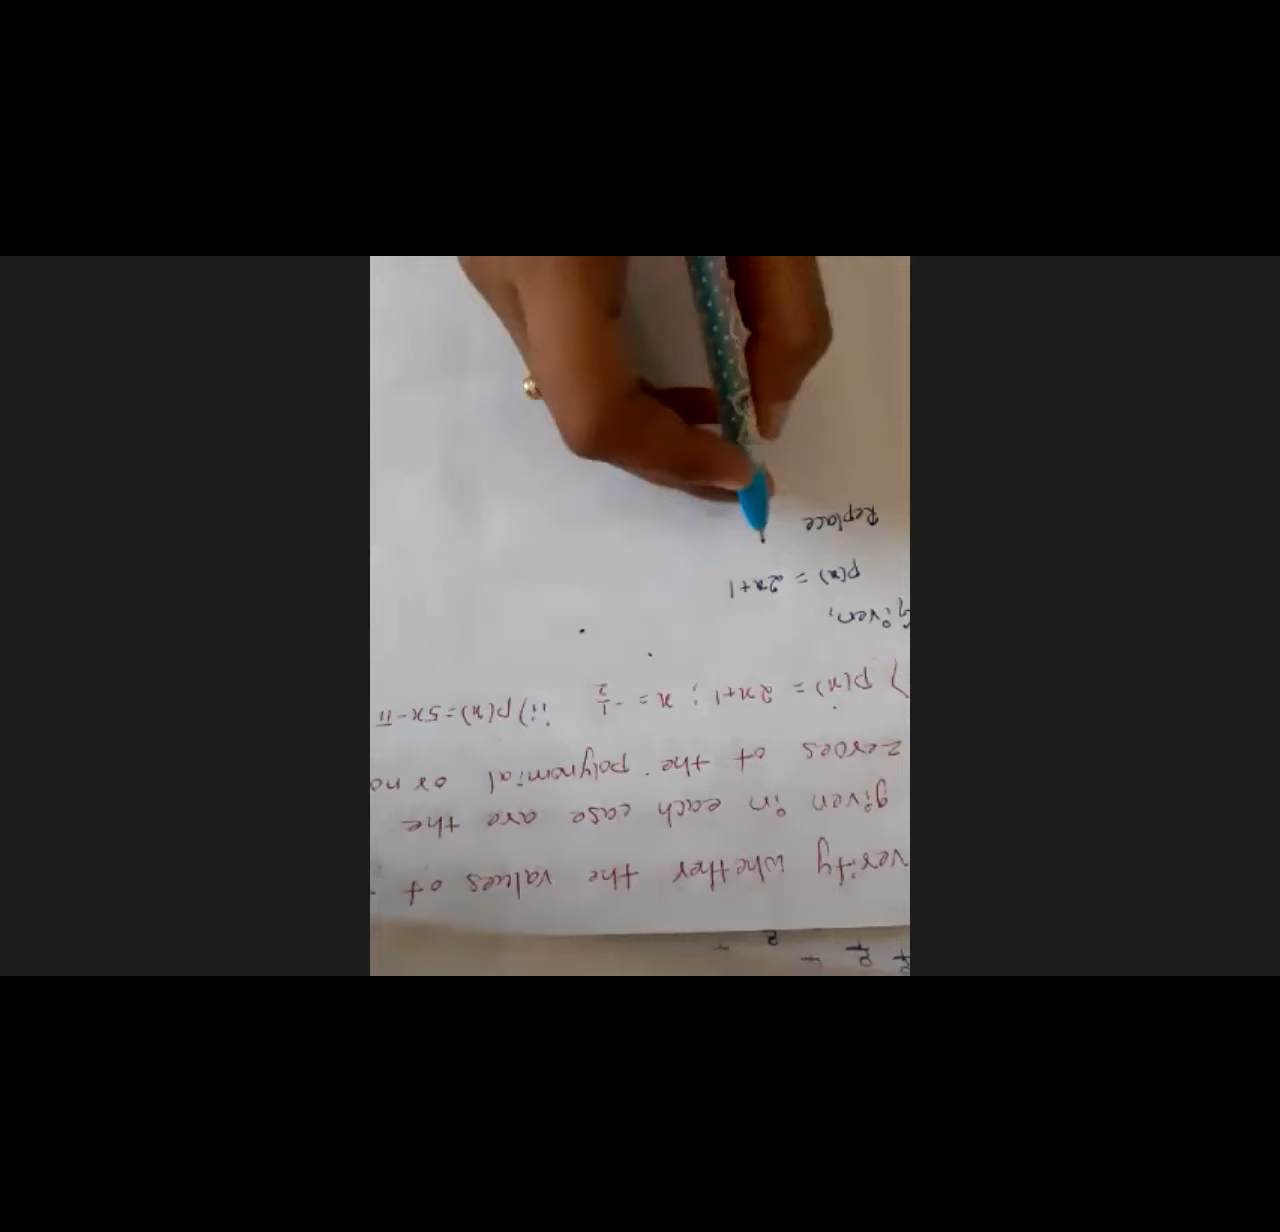 verify whether the values of
given in each case are the
zeroes of the polynomial or no
) p(x) = 2x+1 ; x = -1/2 ii) p(x) = 5x-π
Given,
p(x) = 2x+1
Replace